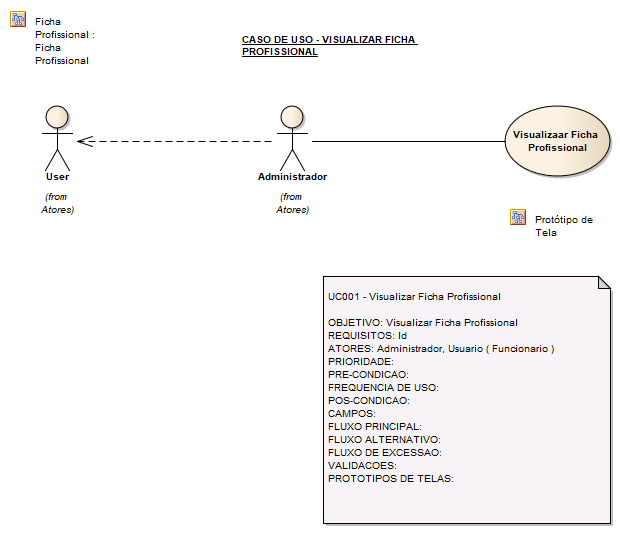 Ficha
Profissional :
Ficha
Profissional
CASO DE USO - VISUALIZAR FICHA
PROFISSIONAL
Visualizaar Ficha
Profissional
User
Administrador
(from
Atores)
(from
Atores)
Protótipo de
Tela
UC001 - Visualizar Ficha Profissional
OBJETIVO: Visualizar Ficha Profissional
REQUISITOS: Id
ATORES: Administrador, Usuario ( Funcionario )
PRIORIDADE:
PRE-CONDICAO:
FREQUENCIA DE USO:
POS-CONDICAO:
CAMPOS:
FLUXO PRINCIPAL:
FLUXO ALTERNATIVO:
FLUXO DE EXCESSAO:
VALIDACOES:
PROTOTIPOS DE TELAS: